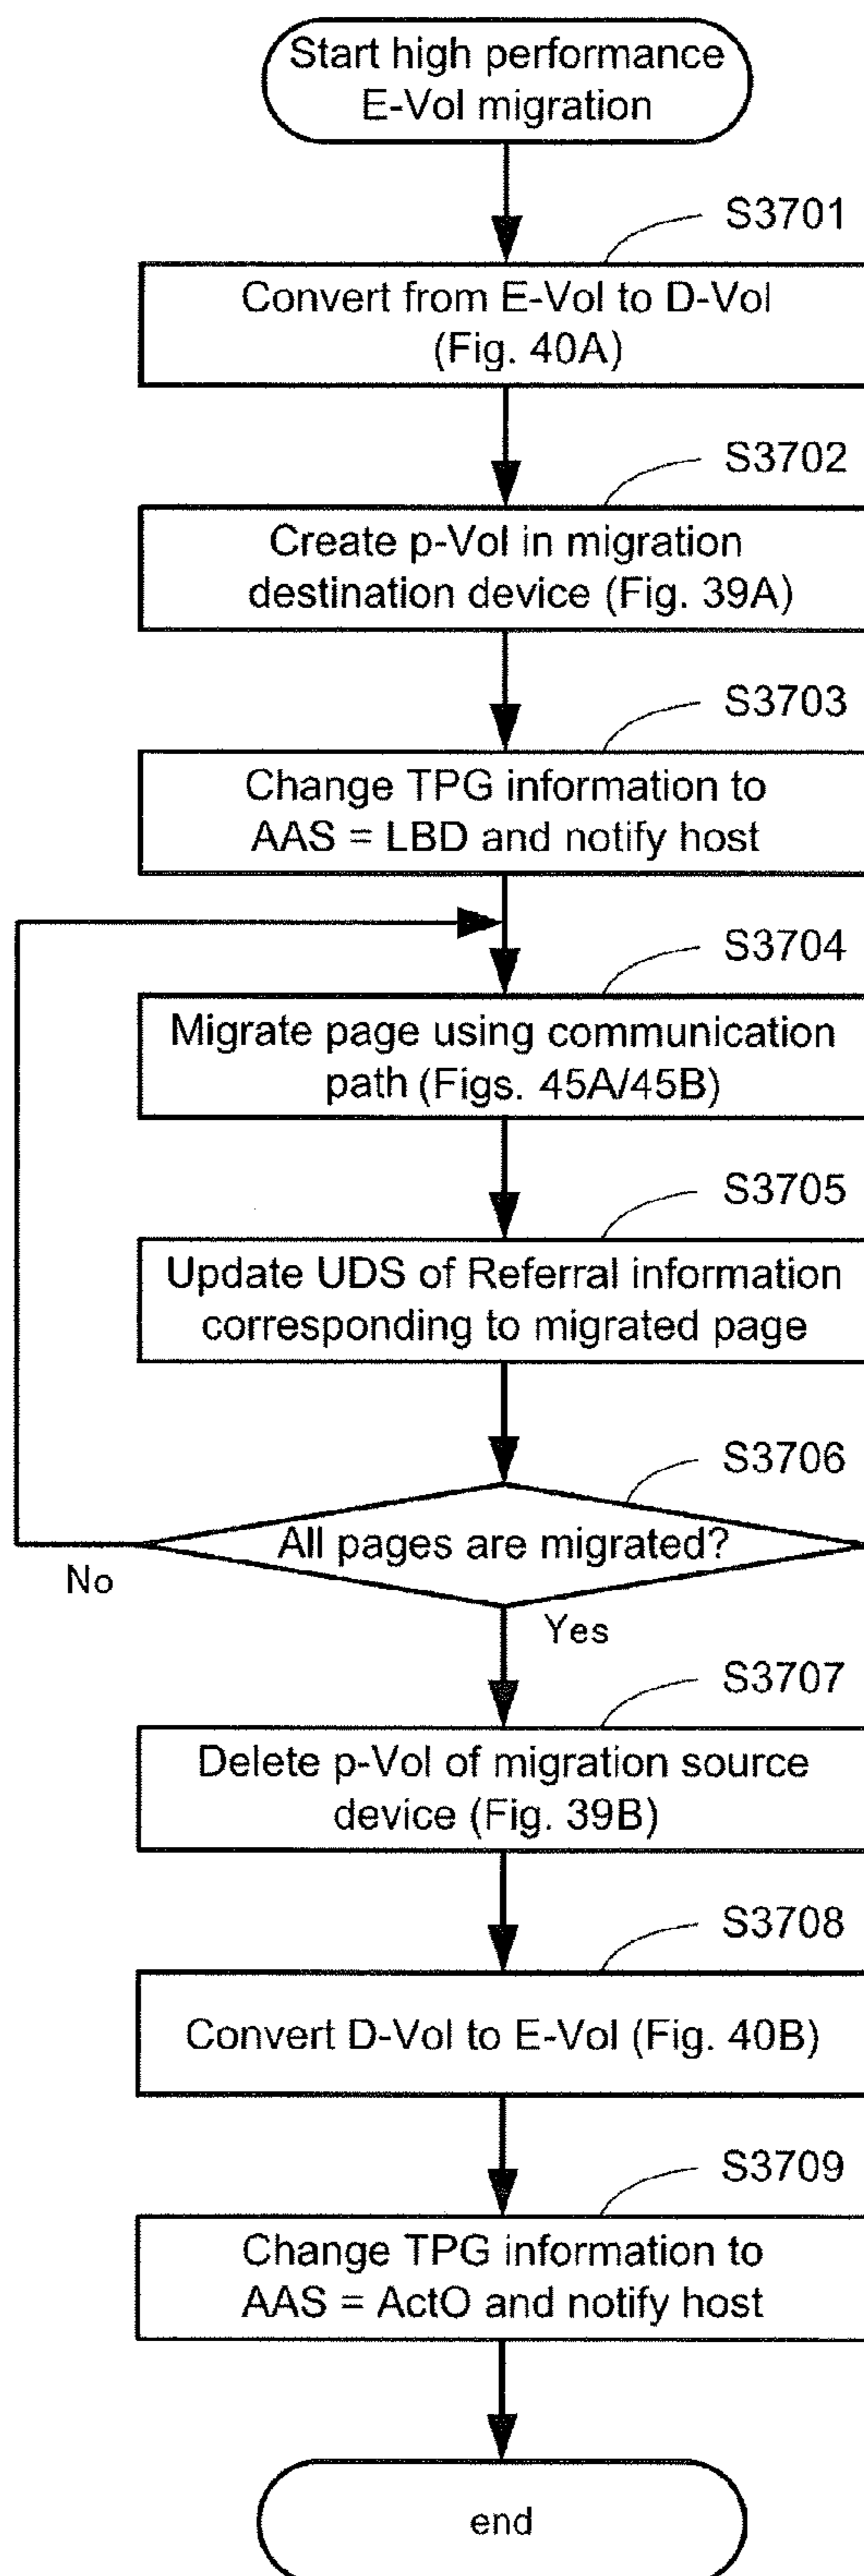 Start high performance
E-Vol migration
S3701
Convert from E-Vol to D-Vol
(Fig. 40A)
S3702
Create p-Vol in migration
destination device (Fig. 39A)
S3703
Change TPG information to
AAS = LBD and notify host
S3704
Migrate page using communication
path (Figs. 45A/45B)
S3705
Update UDS of Referral information
corresponding to migrated page
S3706
All pages are migrated?
No
Yes
S3707
Delete p-Vol of migration source
device (Fig. 39B)
S3708
Convert D-Vol to E-Vol (Fig. 40B)
S3709
Change TPG information to
AAS = ActO and notify host
end